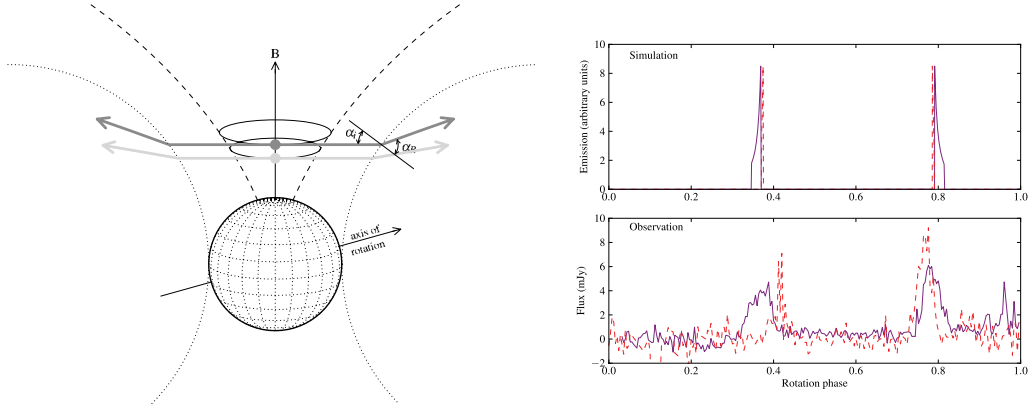 B
αi
αR
axis of
rotation
Simulation
Emission (arbitrary units)
10
8
6
4
2
0
0.0 0.2 0.4 0.6 0.8 1.0
Observation
Flux (mJy)
10
8
6
4
2
0
−2
0.0 0.2 0.4 0.6 0.8 1.0
Rotation phase